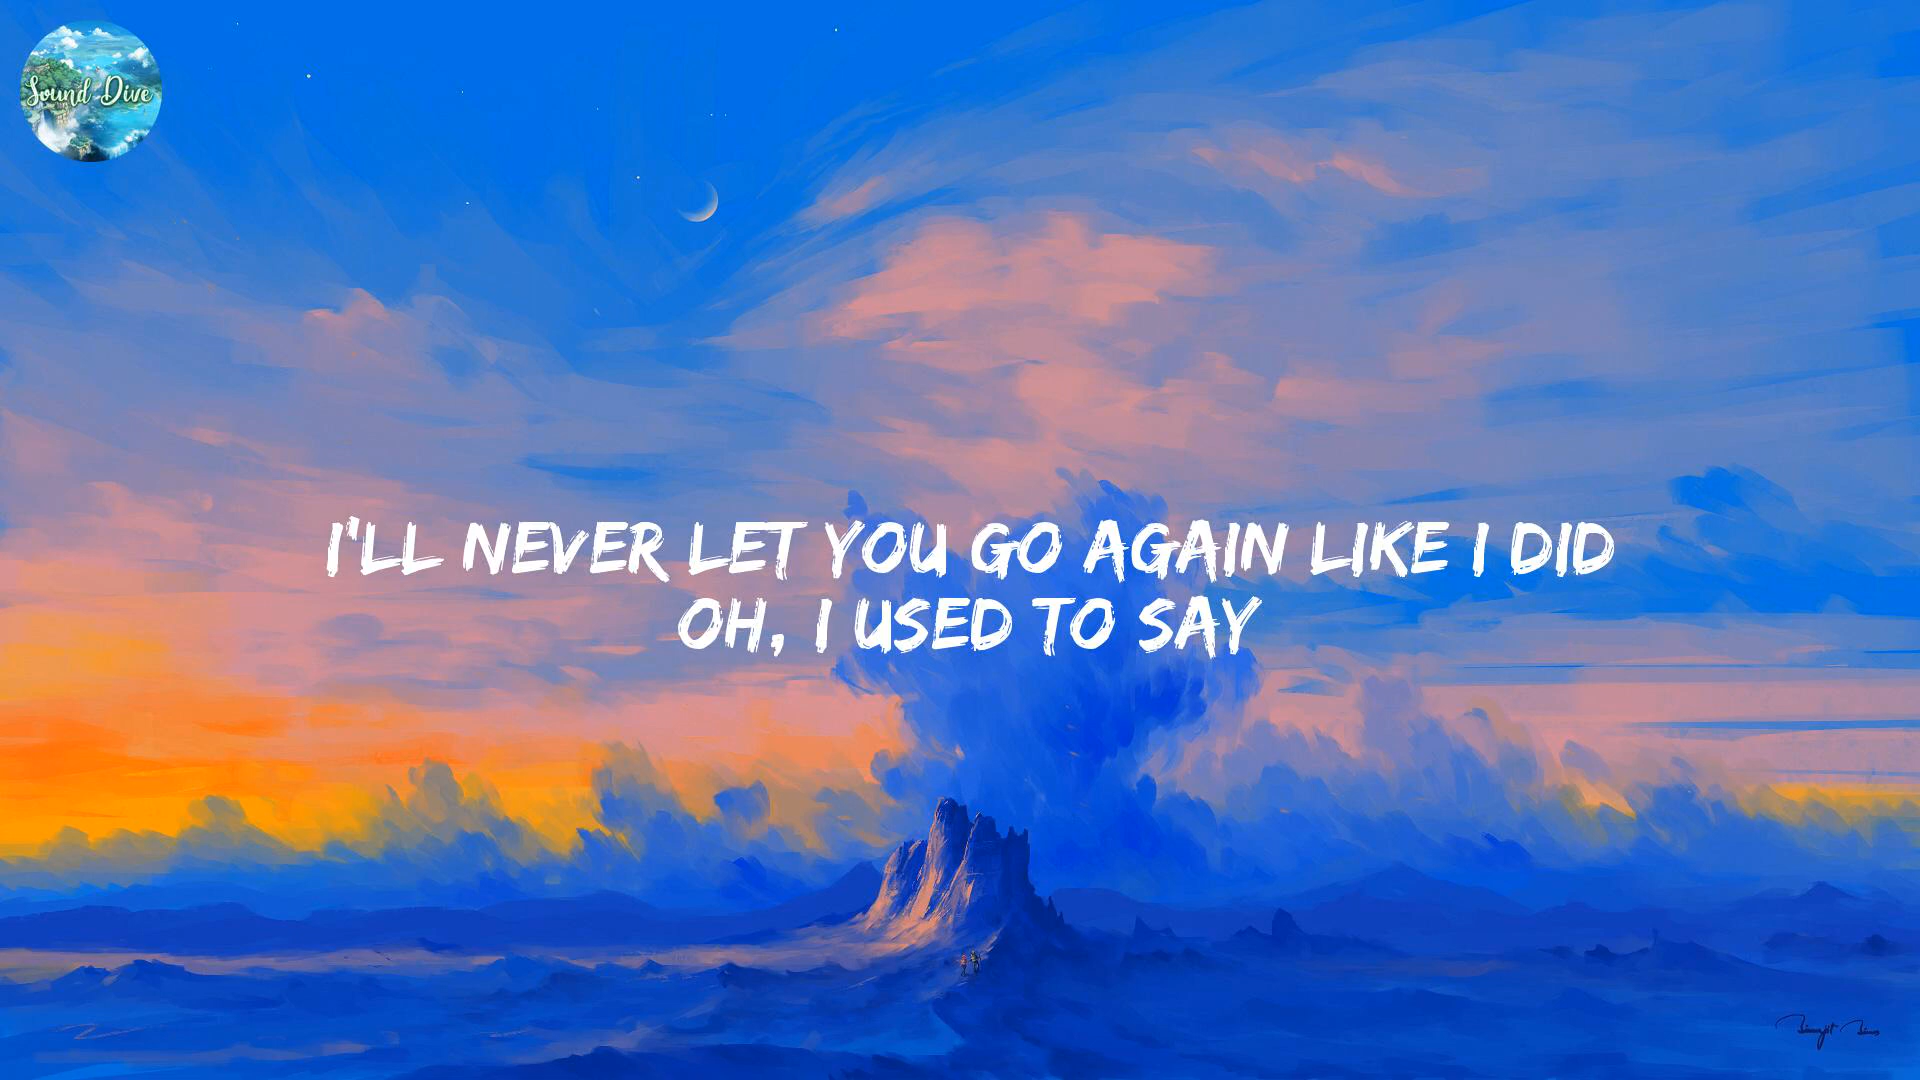 Sound Dive
I'LL NEVER LET YOU GO AGAIN LIKE I DID
OH, I USED TO SAY